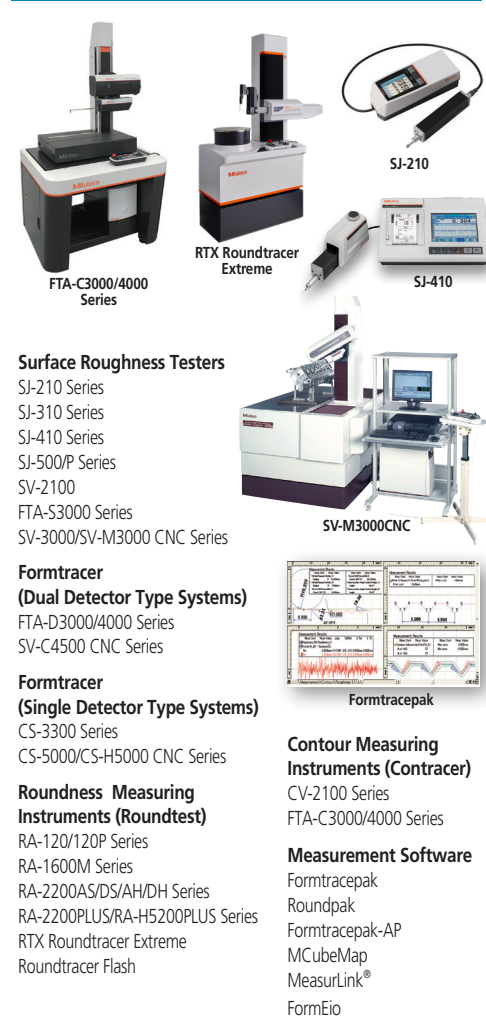 Mitutoyo
Mitutoyo
SJ-210
RTX Roundtracer
Extreme
FTA-C3000/4000
Series
SJ-410
Surface Roughness Testers
SJ-210 Series
SJ-310 Series
SJ-410 Series
SJ-500/P Series
SV-2100
FTA-S3000 Series
SV-3000/SV-M3000 CNC Series
SV-M3000CNC
Formtracer
(Dual Detector Type Systems)
FTA-D3000/4000 Series
SV-C4500 CNC Series
Formtracer
(Single Detector Type Systems)
CS-3300 Series
CS-5000/CS-H5000 CNC Series
Roundness Measuring
Instruments (Roundtest)
RA-120/120P Series
RA-1600M Series
RA-2200AS/DS/AH/DH Series
RA-2200PLUS/RA-H5200PLUS Series
RTX Roundtracer Extreme
Roundtracer Flash
Formtracepak
Contour Measuring
Instruments (Contracer)
CV-2100 Series
FTA-C3000/4000 Series
Measurement Software
Formtracepak
Roundpak
Formtracepak-AP
MCubeMap
MeasurLink®
FormEio